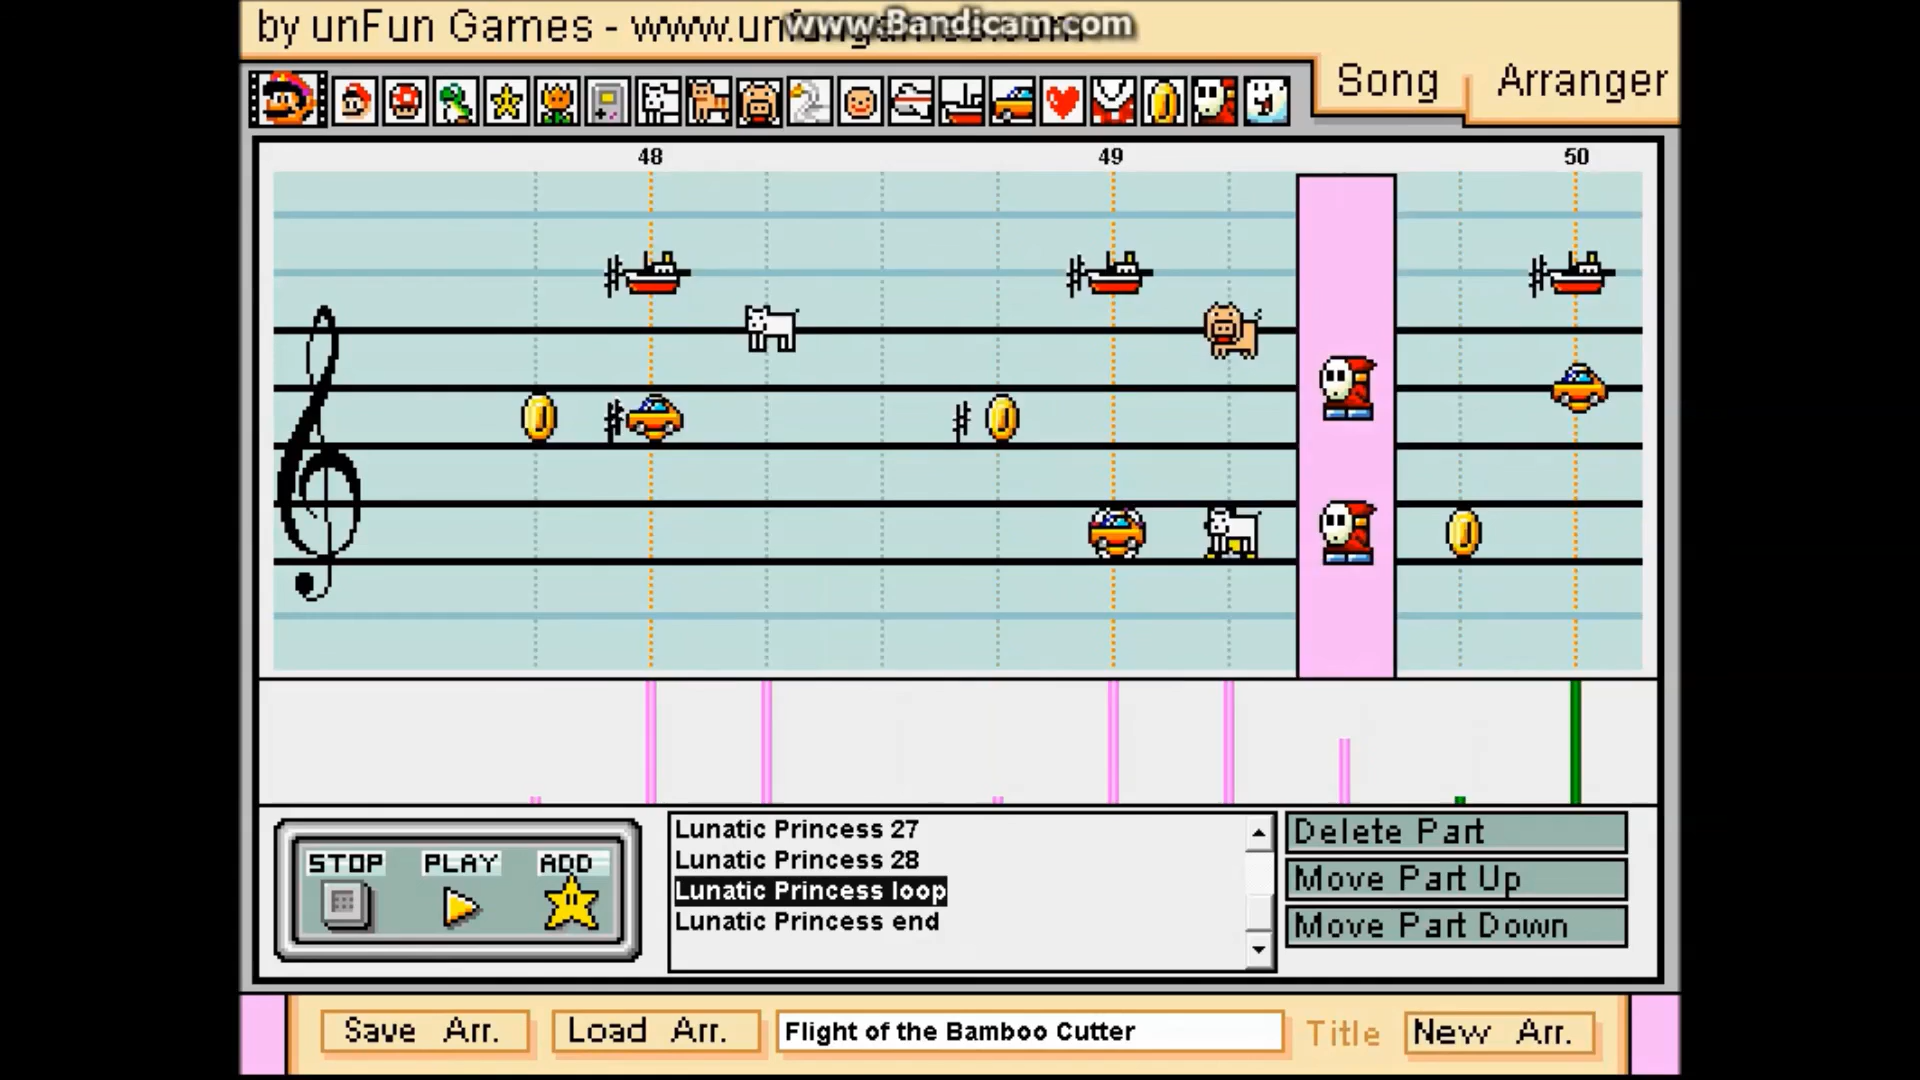 by unFun Games - www.unfungames.com
www.Bandicam.com
Song
Arranger
48
49
50
STOP
PLAY
ADD
Lunatic Princess 27
Lunatic Princess 28
Lunatic Princess loop
Lunatic Princess end
Delete Part
Move Part Up
Move Part Down
Save Arr.
Load Arr.
Flight of the Bamboo Cutter
Title
New Arr.